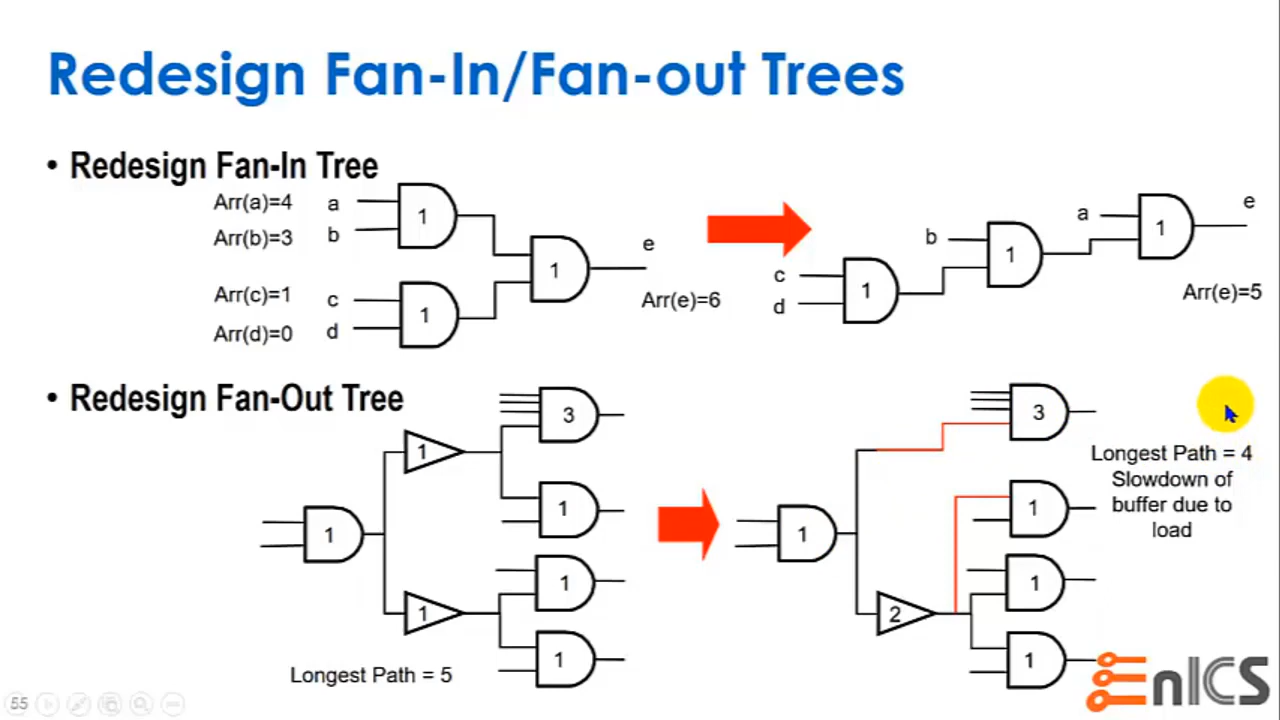 Redesign Fan-In/Fan-out Trees
• Redesign Fan-In Tree
Arr(a)=4 a
Arr(b)=3 b
1
Arr(c)=1 c
Arr(d)=0 d
1
1
e
Arr(e)=6
c
d
1
b
1
a
1
e
Arr(e)=5
• Redesign Fan-Out Tree
1
1
1
3
1
1
1
Longest Path = 5
1
2
3
1
1
1
Longest Path = 4
Slowdown of
buffer due to
load
EnICS
55